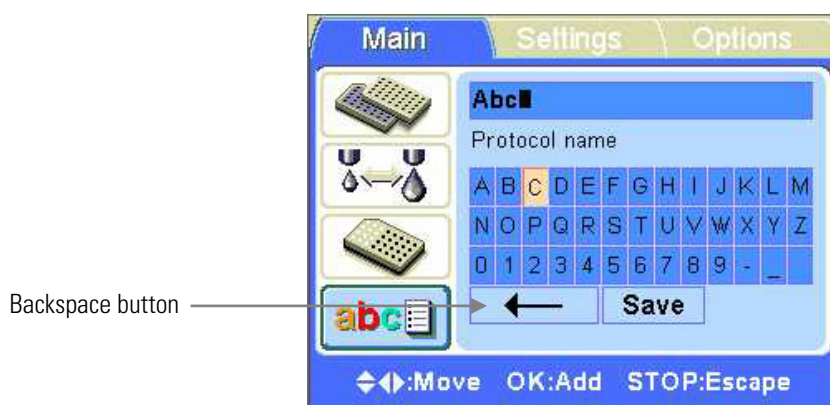 Main Settings Options
Abc
Protocol name
A B C D E F G H I J K L M
N O P Q R S T U V W X Y Z
0 1 2 3 4 5 6 7 8 9 - _
Backspace button
abc
Save
:Move OK:Add STOP:Escape